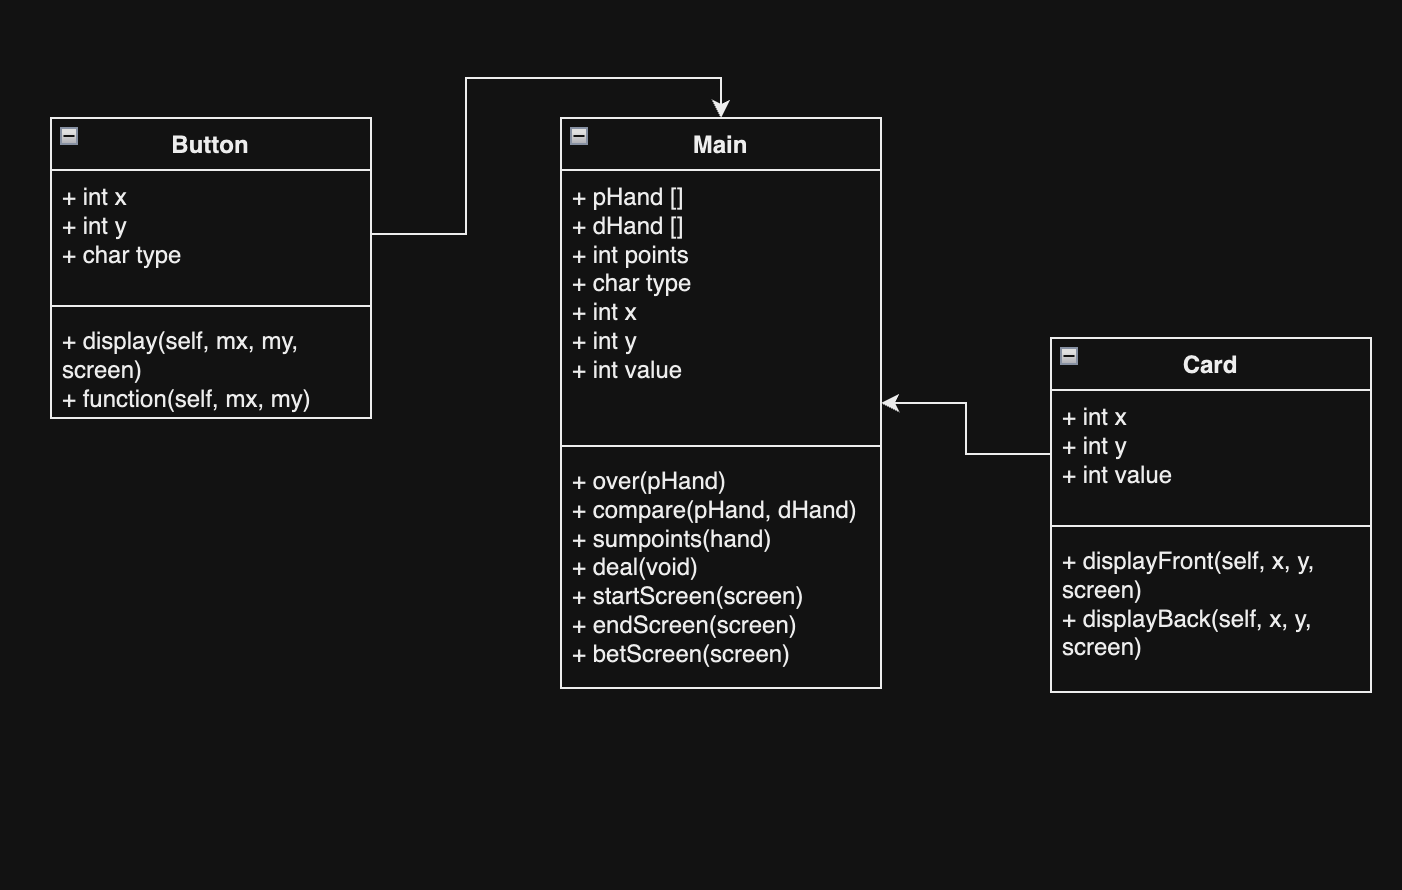 Button
+ int x
+ int y
+ char type
+ display(self, mx, my,
screen)
+ function(self, mx, my)
Main
+ pHand []
+ dHand []
+ int points
+ char type
+ int x
+ int y
+ int value
+ over(pHand)
+ compare(pHand, dHand)
+ sumpoints(hand)
+ deal(void)
+ startScreen(screen)
+ endScreen(screen)
+ betScreen(screen)
Card
+ int x
+ int y
+ int value
+ displayFront(self, x, y,
screen)
+ displayBack(self, x, y,
screen)